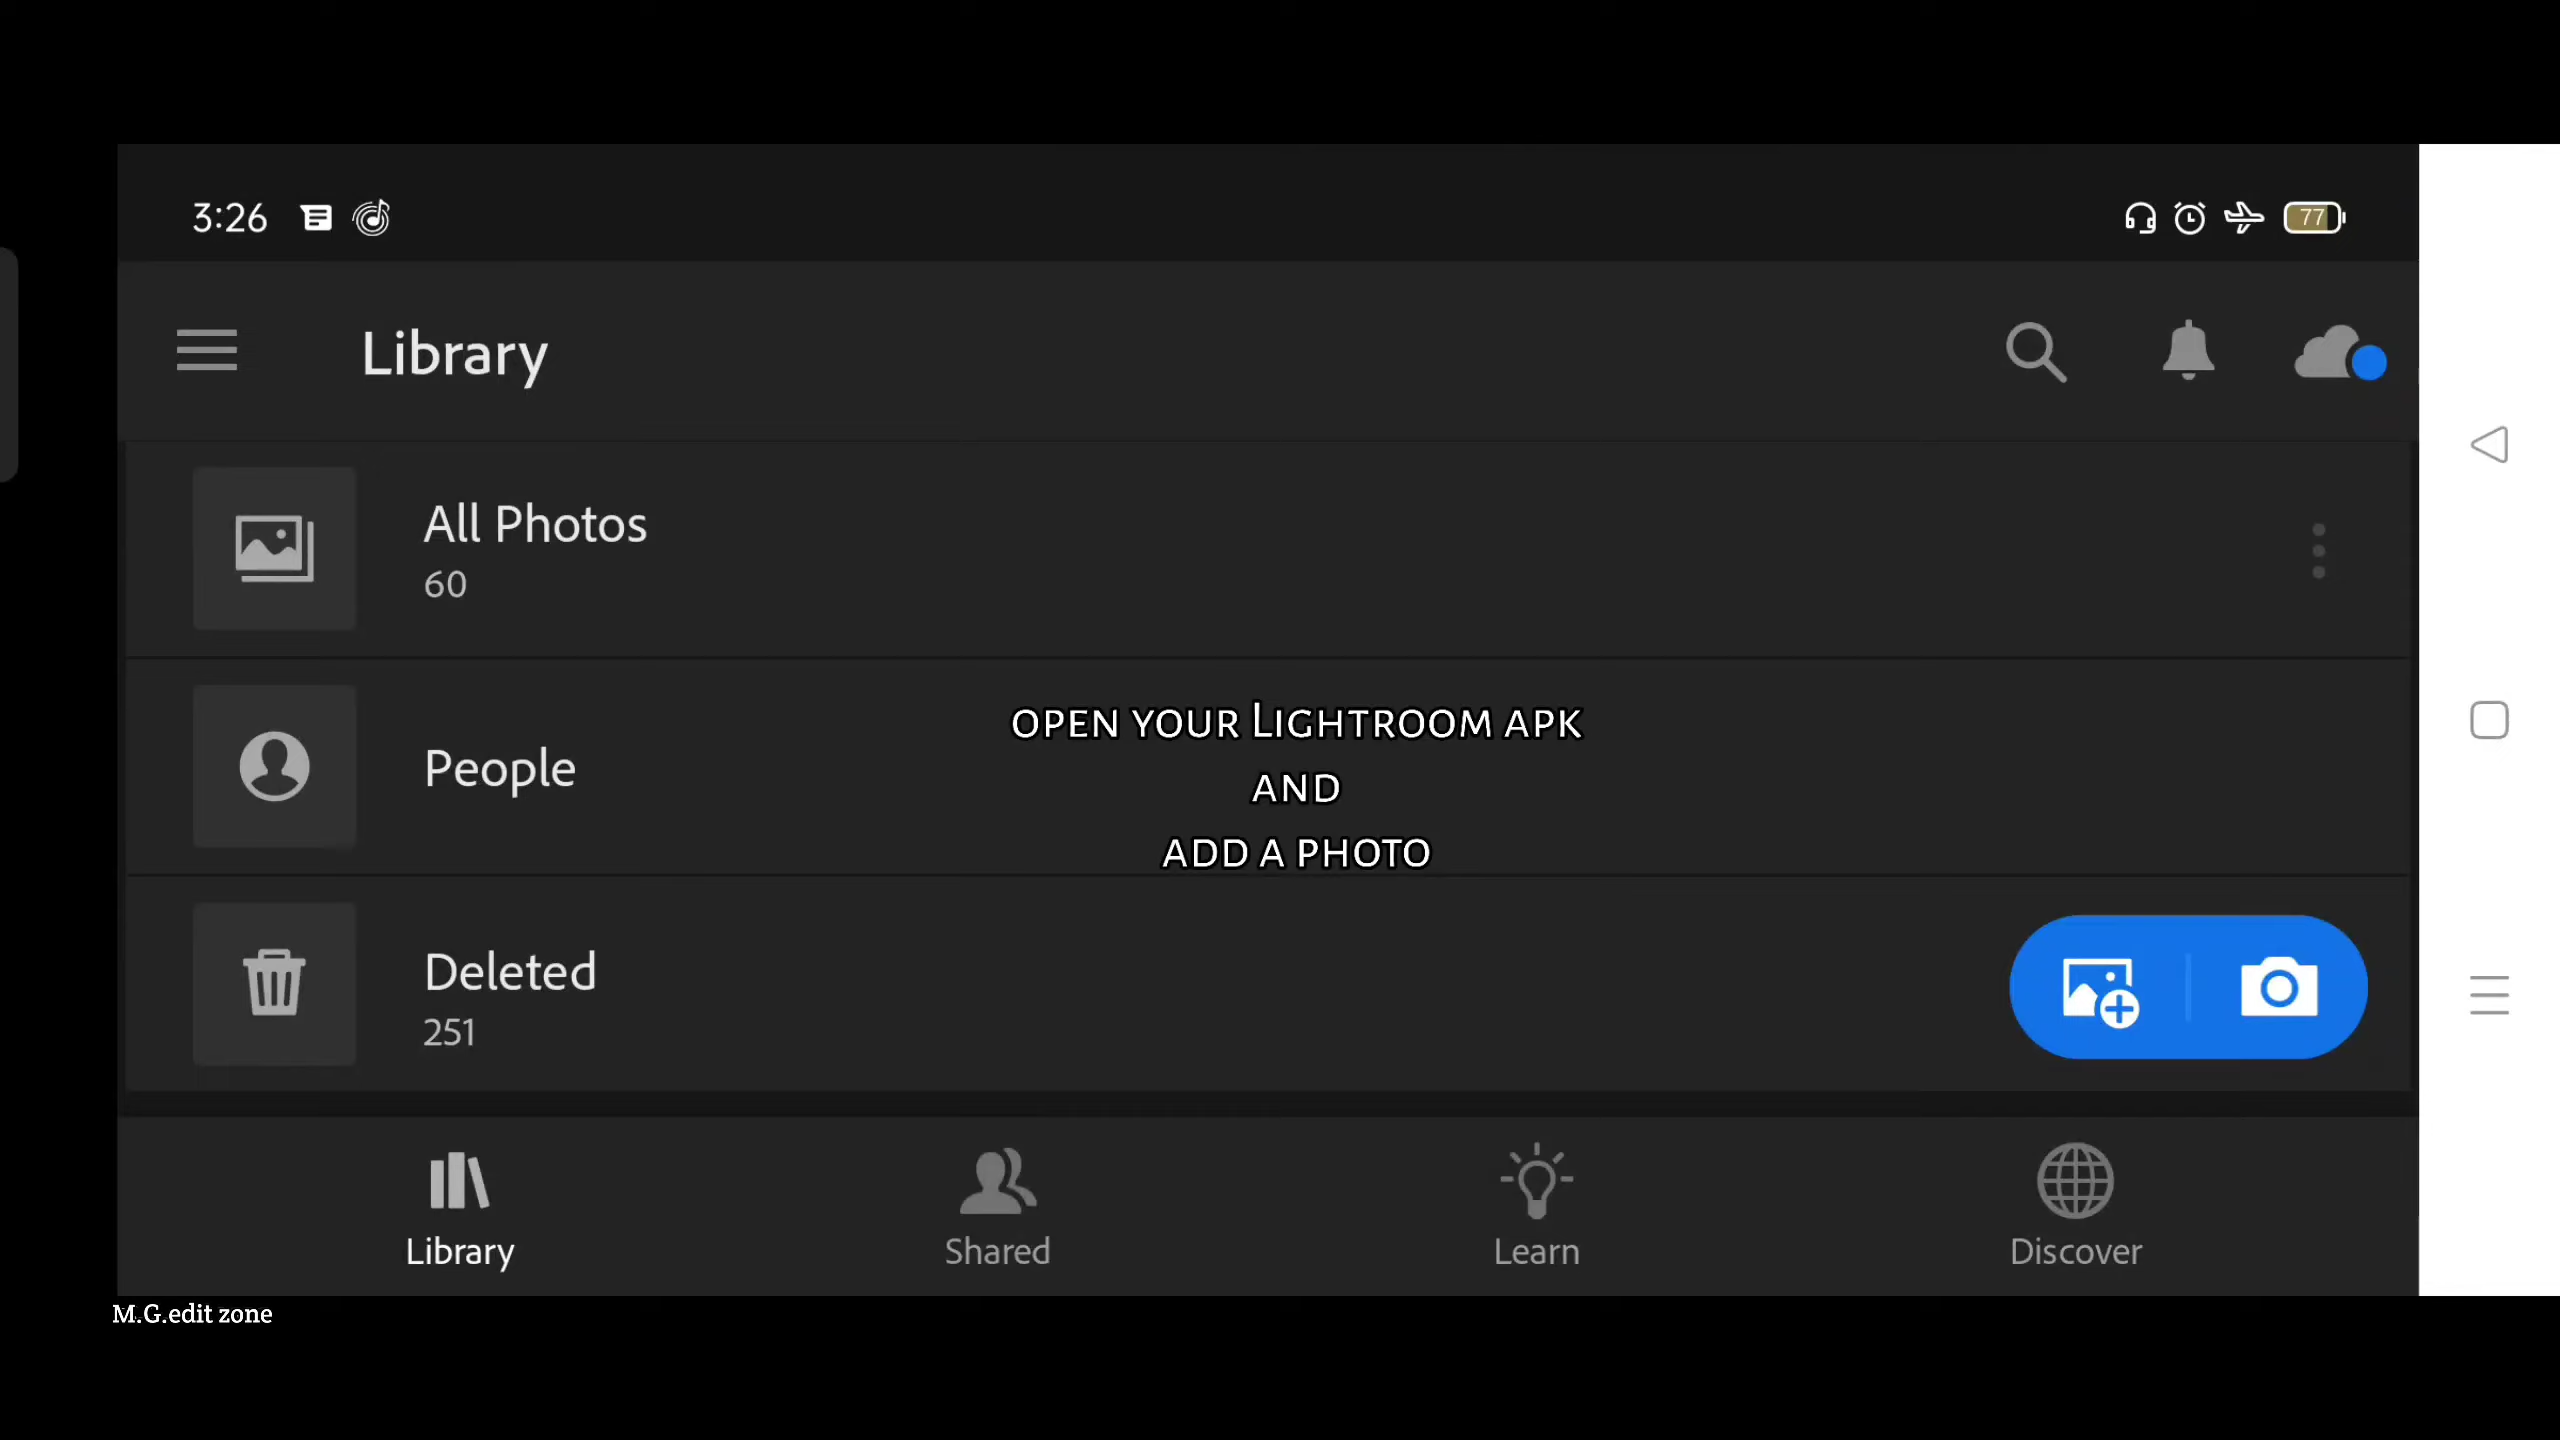 3:26
77
Library
All Photos
60
People
OPEN YOUR LIGHTROOM APK
AND
ADD A PHOTO
Deleted
251
Library
Shared
Learn
Discover
M.G.edit zone